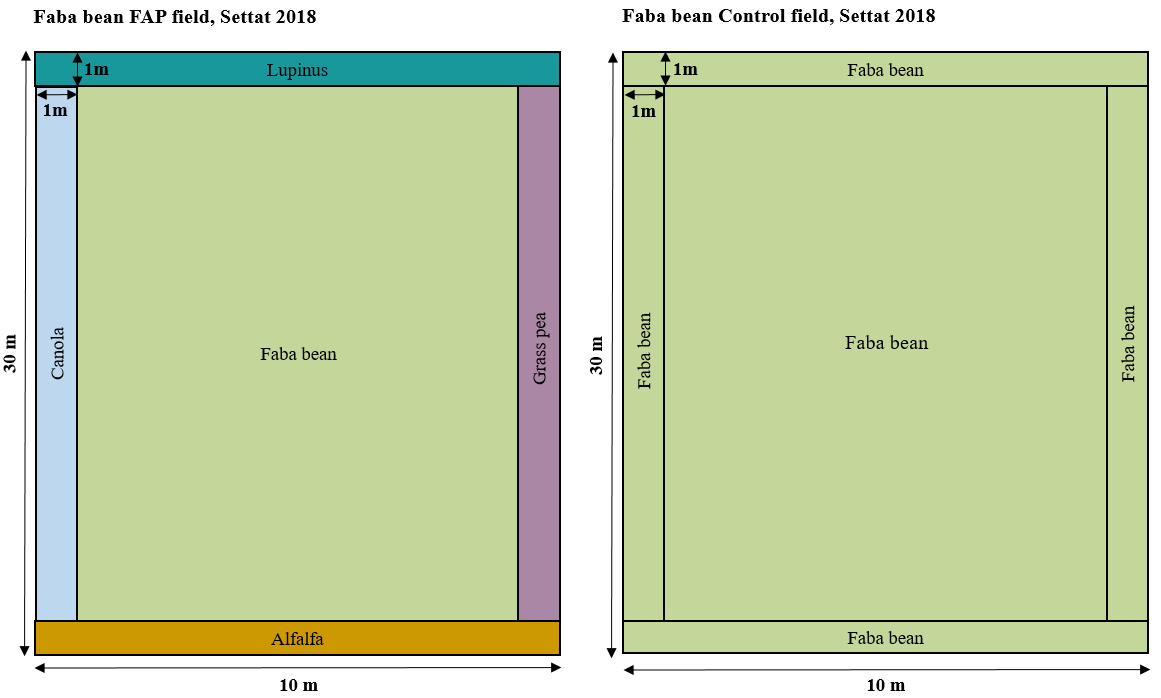 Faba bean FAP field, Settat 2018
Lupinus
1m
1m
Canola
Faba bean
Grass pea
30 m
Alfalfa
10 m
Faba bean Control field, Settat 2018
Faba bean
1m
1m
Faba bean
Faba bean
Faba bean
30 m
Faba bean
10 m